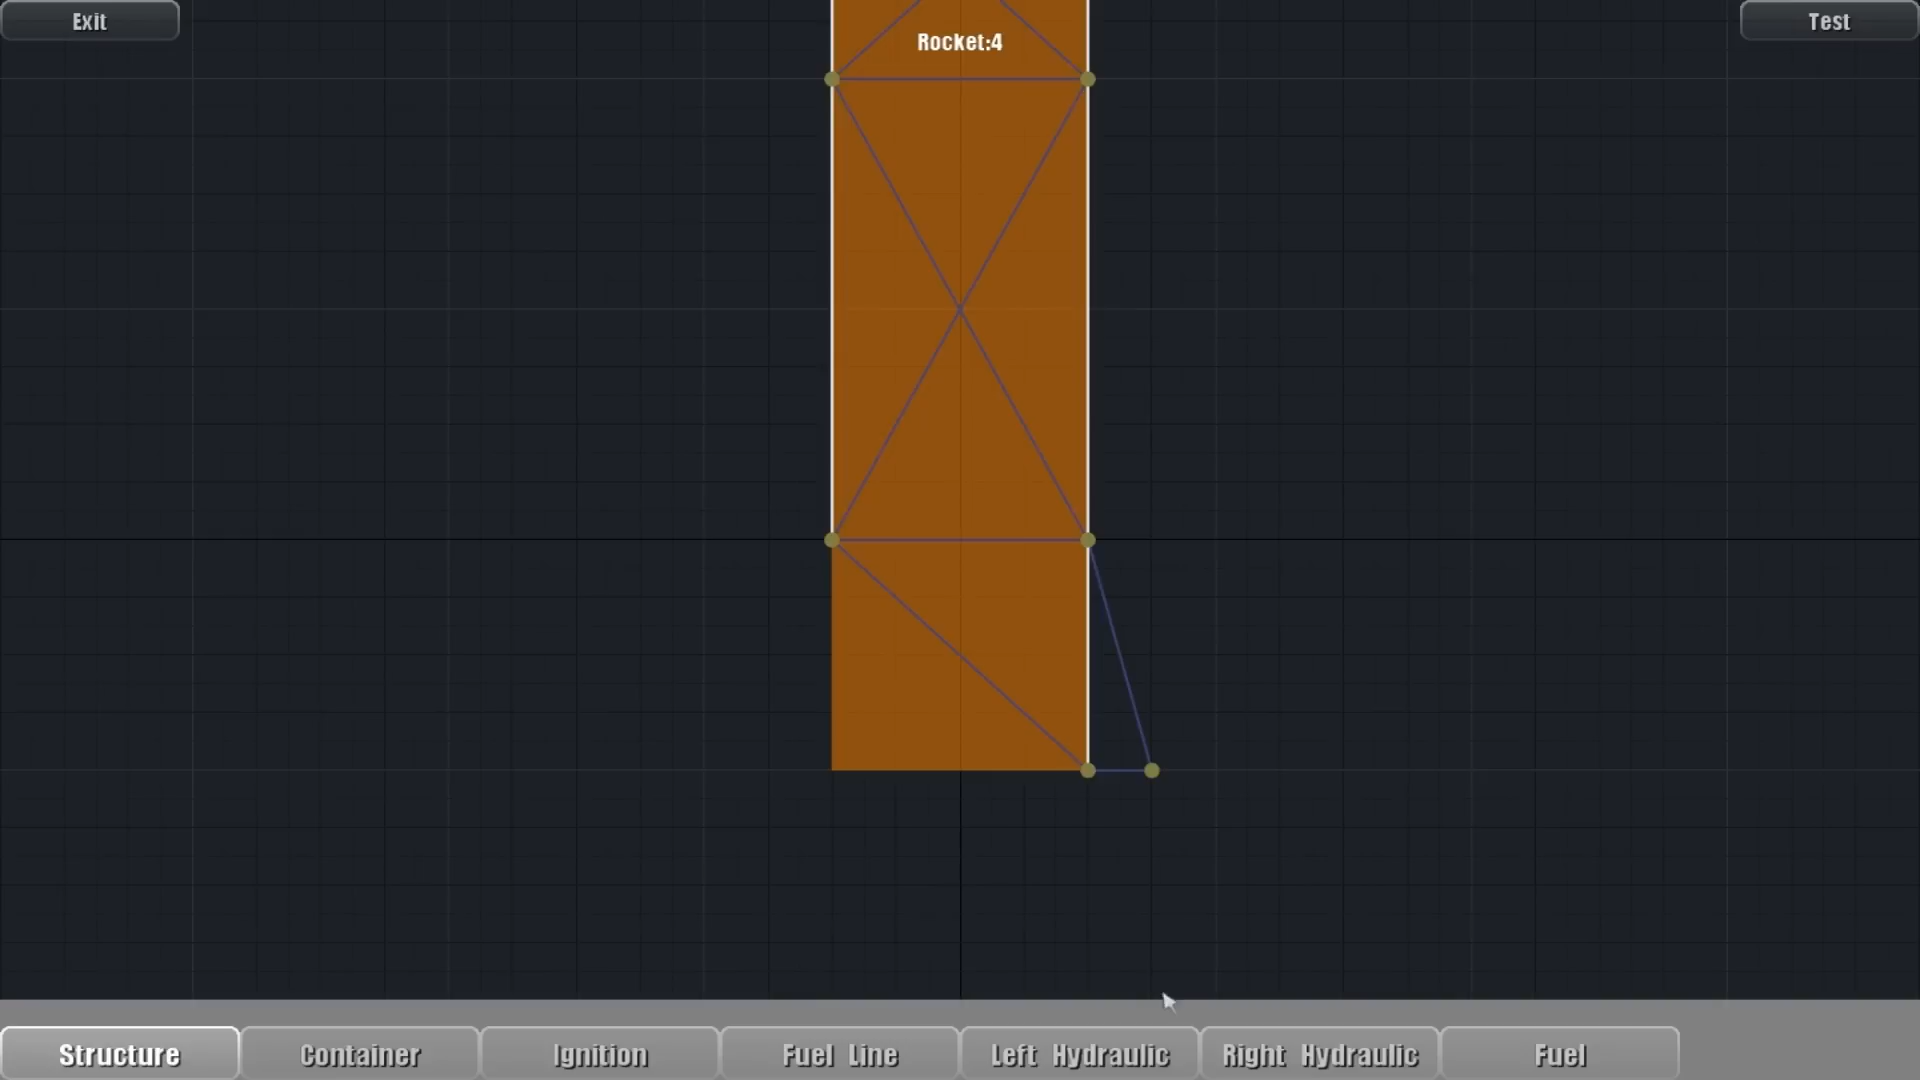 Exit
Test
Rocket:4
Structure
Container
Ignition
Fuel Line
Left Hydraulic
Right Hydraulic
Fuel